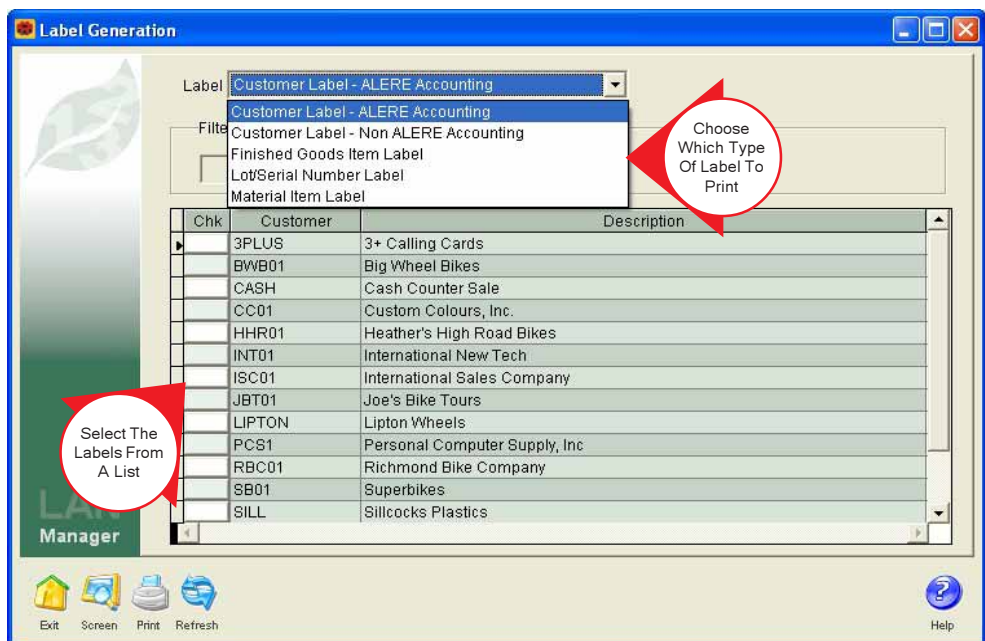 Label Generation
Label Customer Label - ALERE Accounting
Customer Label - ALERE Accounting
Filte Customer Label - Non ALERE Accounting
Finished Goods Item Label
Lot/Serial Number Label
Material Item Label
Choose
Which Type
Of Label To
Print
Chk Customer Description
3PLUS 3+ Calling Cards
BWB01 Big Wheel Bikes
CASH Cash Counter Sale
CC01 Custom Colours, Inc.
HHR01 Heather's High Road Bikes
INT01 International New Tech
ISC01 International Sales Company
JBT01 Joe's Bike Tours
LIPTON Lipton Wheels
PCS1 Personal Computer Supply, Inc
RBC01 Richmond Bike Company
SB01 Superbikes
SILL Sillcocks Plastics
Select The
Labels From
A List
LAN
Manager
Exit Screen Print Refresh Help